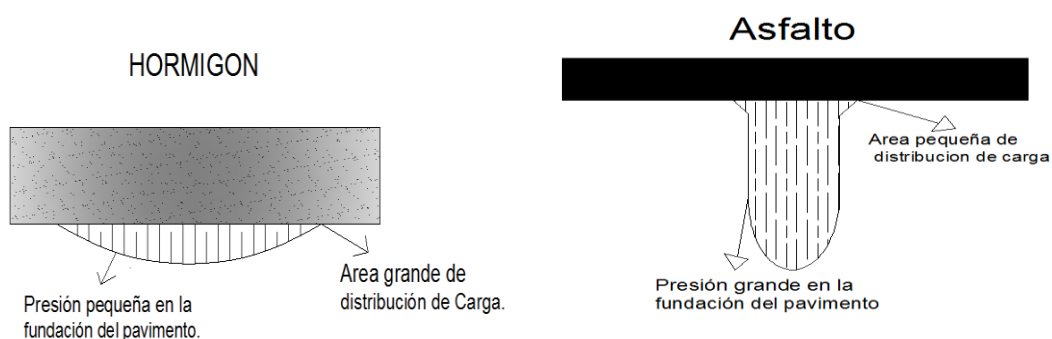 HORMIGON
Presión pequeña en la
fundación del pavimento.
Area grande de
distribución de Carga.
Asfalto
Area pequeña de
distribucion de carga
Presión grande en la
fundación del pavimento